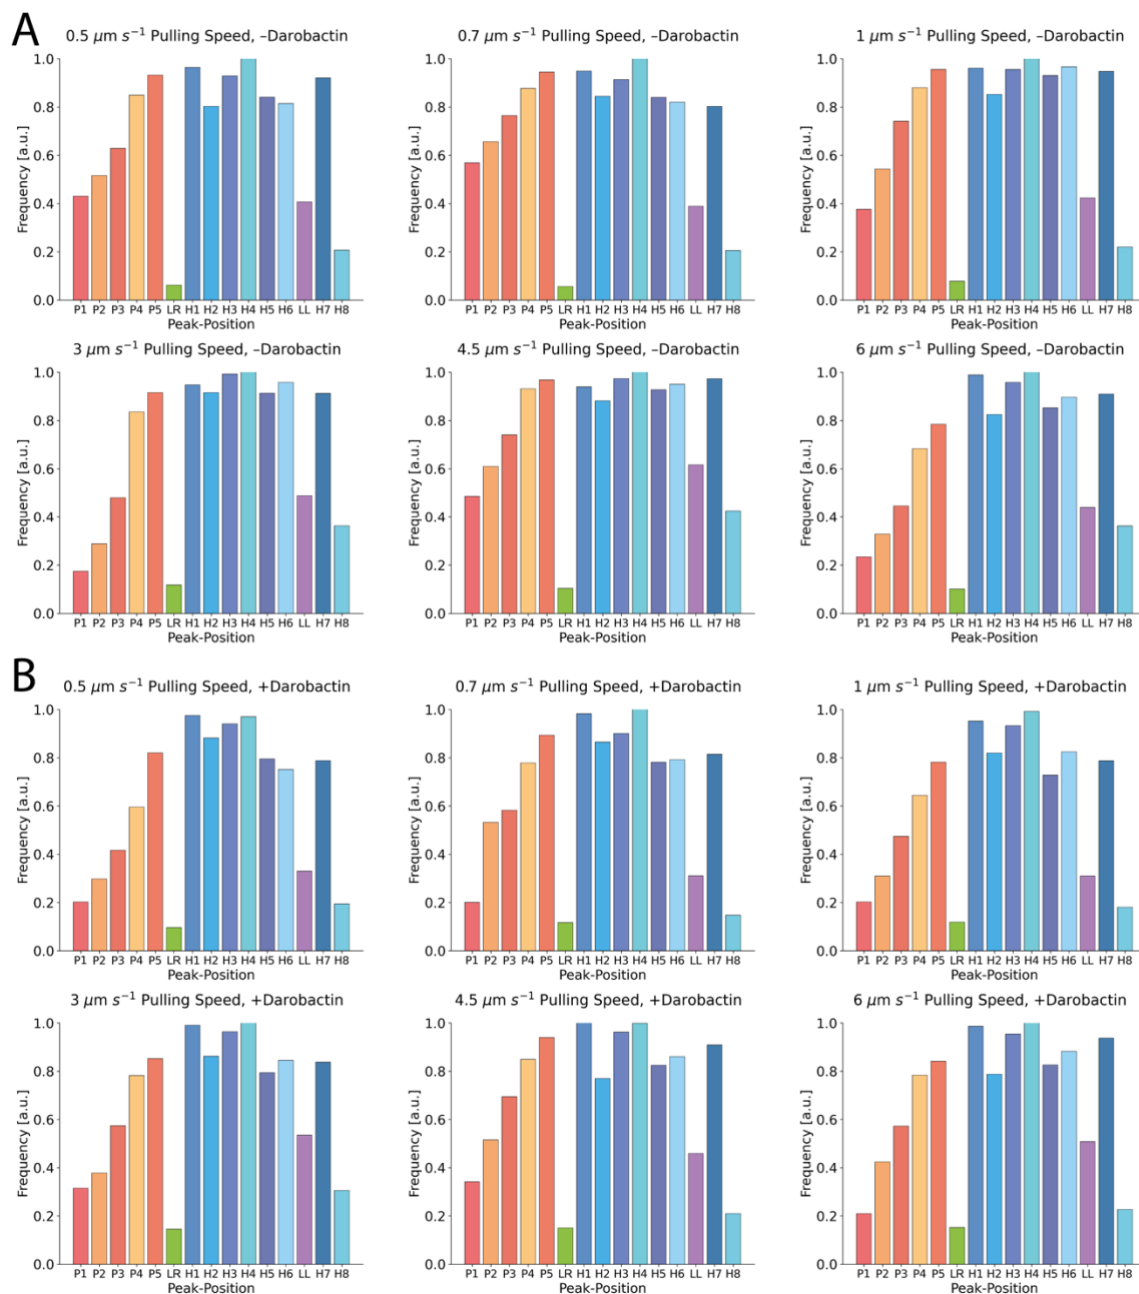 A
0.5 μm s⁻¹ Pulling Speed, –Darobactin
Frequency [a.u.]
1.0
0.8
0.6
0.4
0.2
0.0
P1 P2 P3 P4 P5 LR H1 H2 H3 H4 H5 H6 LL H7 H8
Peak-Position
0.7 μm s⁻¹ Pulling Speed, –Darobactin
Frequency [a.u.]
1.0
0.8
0.6
0.4
0.2
0.0
P1 P2 P3 P4 P5 LR H1 H2 H3 H4 H5 H6 LL H7 H8
Peak-Position
1 μm s⁻¹ Pulling Speed, –Darobactin
Frequency [a.u.]
1.0
0.8
0.6
0.4
0.2
0.0
P1 P2 P3 P4 P5 LR H1 H2 H3 H4 H5 H6 LL H7 H8
Peak-Position
3 μm s⁻¹ Pulling Speed, –Darobactin
Frequency [a.u.]
1.0
0.8
0.6
0.4
0.2
0.0
P1 P2 P3 P4 P5 LR H1 H2 H3 H4 H5 H6 LL H7 H8
Peak-Position
4.5 μm s⁻¹ Pulling Speed, –Darobactin
Frequency [a.u.]
1.0
0.8
0.6
0.4
0.2
0.0
P1 P2 P3 P4 P5 LR H1 H2 H3 H4 H5 H6 LL H7 H8
Peak-Position
6 μm s⁻¹ Pulling Speed, –Darobactin
Frequency [a.u.]
1.0
0.8
0.6
0.4
0.2
0.0
P1 P2 P3 P4 P5 LR H1 H2 H3 H4 H5 H6 LL H7 H8
Peak-Position
B
0.5 μm s⁻¹ Pulling Speed, +Darobactin
Frequency [a.u.]
1.0
0.8
0.6
0.4
0.2
0.0
P1 P2 P3 P4 P5 LR H1 H2 H3 H4 H5 H6 LL H7 H8
Peak-Position
0.7 μm s⁻¹ Pulling Speed, +Darobactin
Frequency [a.u.]
1.0
0.8
0.6
0.4
0.2
0.0
P1 P2 P3 P4 P5 LR H1 H2 H3 H4 H5 H6 LL H7 H8
Peak-Position
1 μm s⁻¹ Pulling Speed, +Darobactin
Frequency [a.u.]
1.0
0.8
0.6
0.4
0.2
0.0
P1 P2 P3 P4 P5 LR H1 H2 H3 H4 H5 H6 LL H7 H8
Peak-Position
3 μm s⁻¹ Pulling Speed, +Darobactin
Frequency [a.u.]
1.0
0.8
0.6
0.4
0.2
0.0
P1 P2 P3 P4 P5 LR H1 H2 H3 H4 H5 H6 LL H7 H8
Peak-Position
4.5 μm s⁻¹ Pulling Speed, +Darobactin
Frequency [a.u.]
1.0
0.8
0.6
0.4
0.2
0.0
P1 P2 P3 P4 P5 LR H1 H2 H3 H4 H5 H6 LL H7 H8
Peak-Position
6 μm s⁻¹ Pulling Speed, +Darobactin
Frequency [a.u.]
1.0
0.8
0.6
0.4
0.2
0.0
P1 P2 P3 P4 P5 LR H1 H2 H3 H4 H5 H6 LL H7 H8
Peak-Position